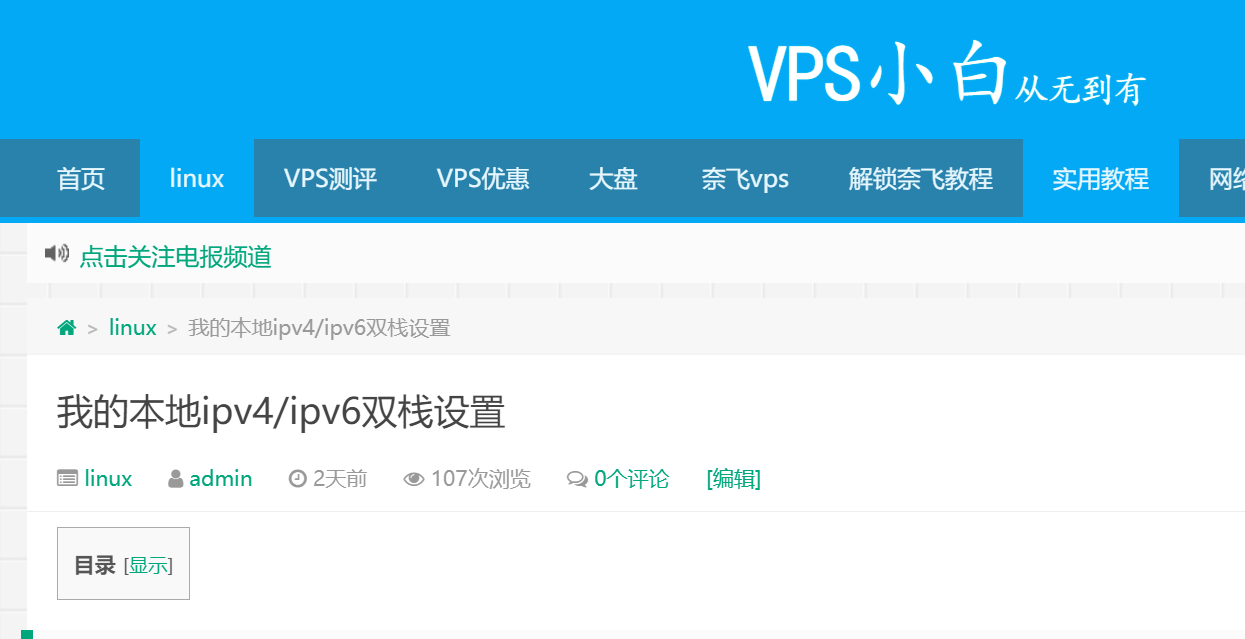 VPS小白从无到有
首页 linux VPS测评 VPS优惠 大盘 奈飞vps 解锁奈飞教程 实用教程 网络
点击关注电报频道
> linux > 我的本地ipv4/ipv6双栈设置
我的本地ipv4/ipv6双栈设置
linux admin 2天前 107次浏览 0个评论 [编辑]
目录 [显示]